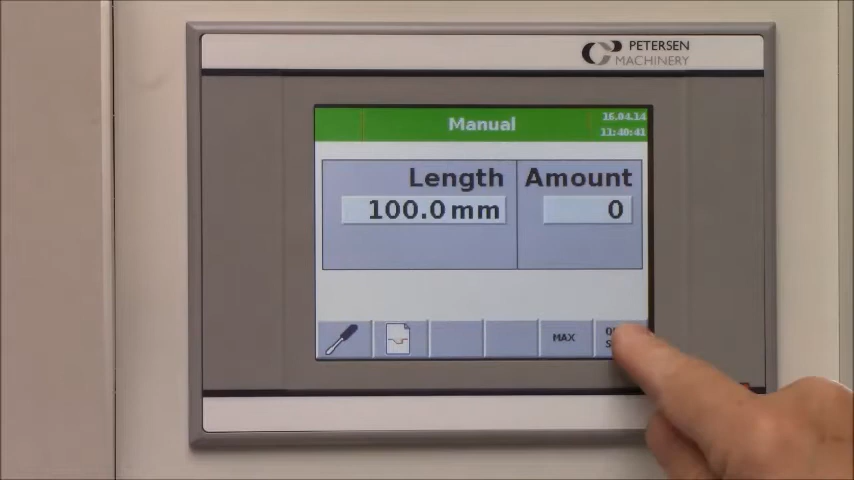 PETERSEN
MACHINERY
Manual
16.04.14
11:40:41
Length
Amount
100.0 mm
0
MAX